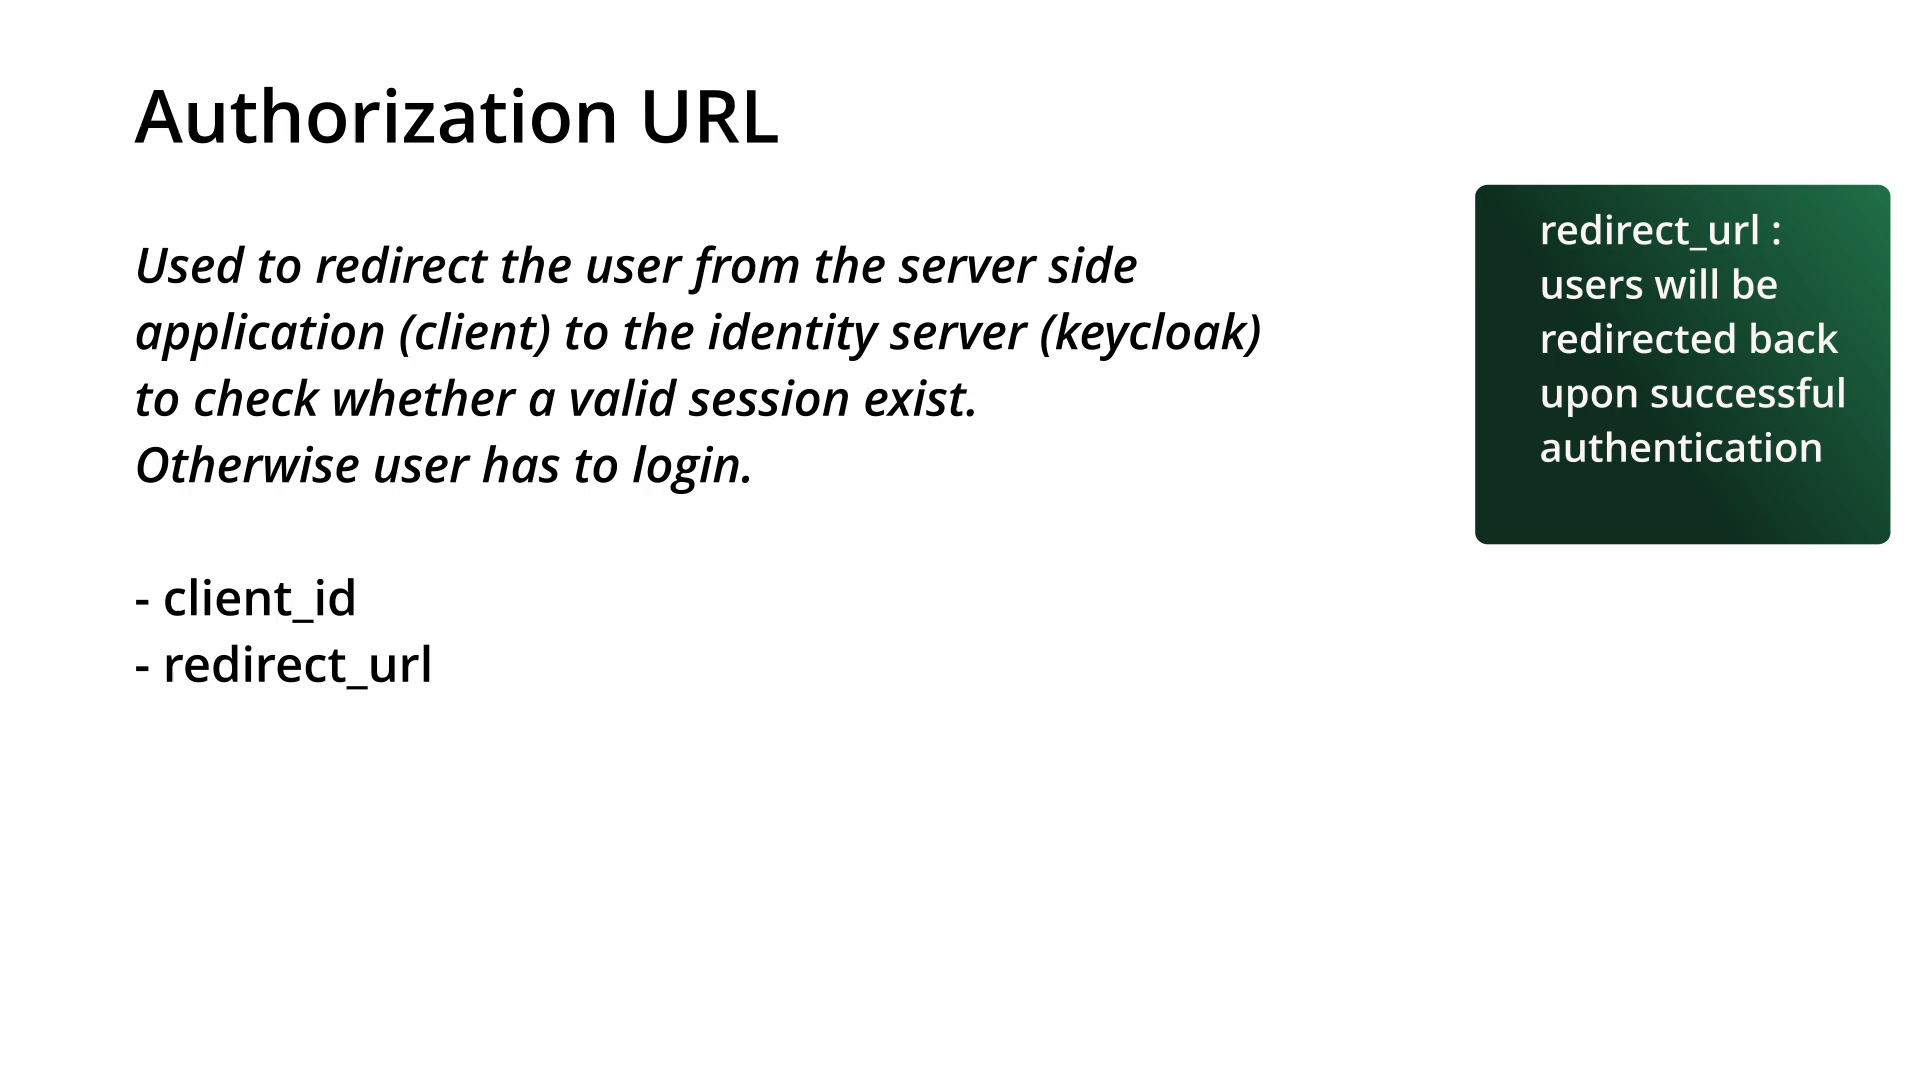 Authorization URL
Used to redirect the user from the server side
application (client) to the identity server (keycloak)
to check whether a valid session exist.
Otherwise user has to login.
- client_id
- redirect_url
redirect_url :
users will be
redirected back
upon successful
authentication